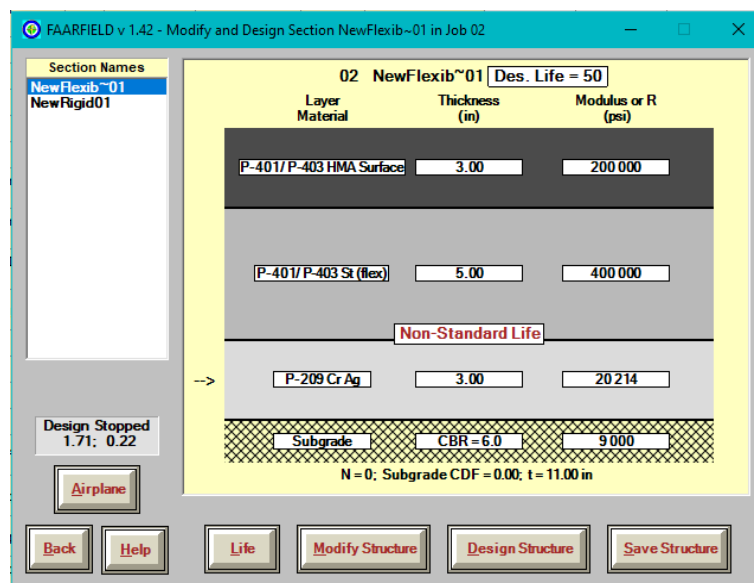 FAARFIELD v 1.42 - Modify and Design Section NewFlexib~01 in Job 02
Section Names
NewFlexib~01
NewRigid01
02 NewFlexib~01 Des. Life = 50
Layer Material Thickness (in) Modulus or R (psi)
P-401/ P-403 HMA Surface 3.00 200 000
P-401/ P-403 St (flex) 5.00 400 000
Non-Standard Life
--> P-209 Cr Ag 3.00 20 214
Subgrade CBR = 6.0 9 000
N = 0; Subgrade CDF = 0.00; t = 11.00 in
Design Stopped
1.71; 0.22
Airplane
Back Help Life Modify Structure Design Structure Save Structure